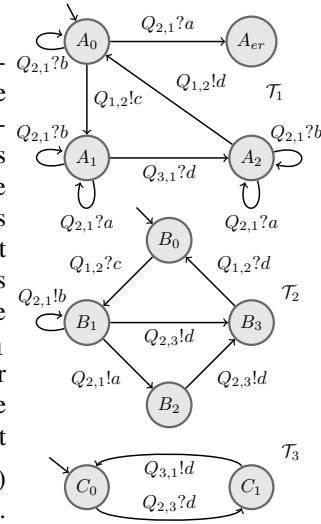 Q2,1?a
A0
Aer
Q2,1?b
Q1,2!d
T1
Q1,2!c
Q2,1?b
Q2,1?b
A1
A2
Q3,1?d
Q2,1?a
Q2,1?a
B0
Q1,2?c
Q1,2?d
Q2,1!b
T2
B1
B3
Q2,3!d
Q2,1!a
Q2,3!d
B2
T3
Q3,1!d
C0
C1
Q2,3?d